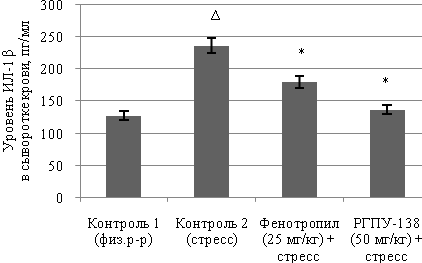 Уровень ИЛ-1 β
в сыворотке крови, пг/мл
300
250
200
150
100
50
0
Δ
*
*
Контроль 1
(физ.р-р)
Контроль 2
(стресс)
Фенотропил
(25 мг/кг) +
стресс
РГПУ-138
(50 мг/кг) +
стресс